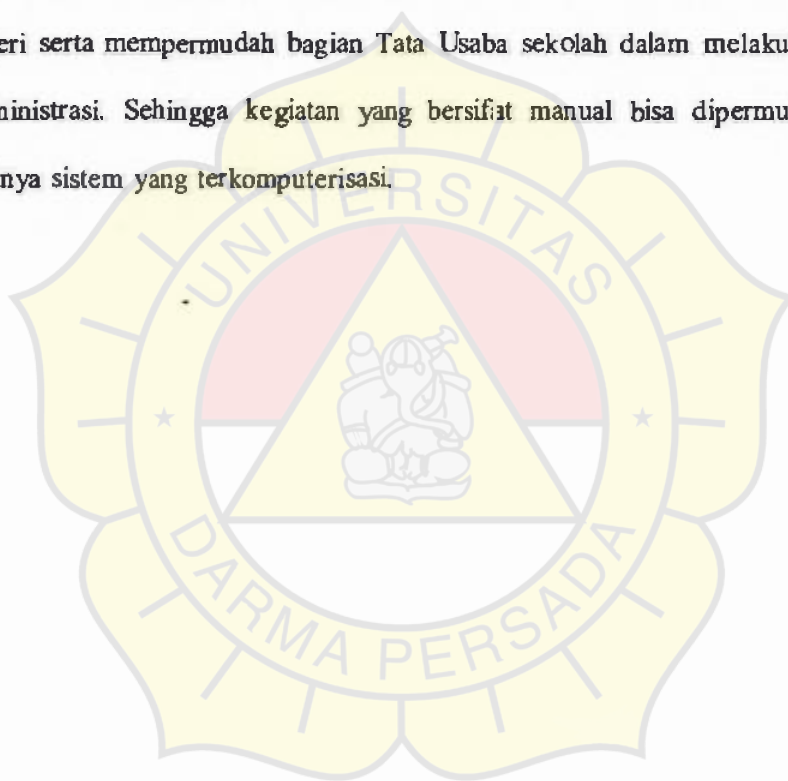 eri serta mempermudah bagian Tata Usaba sekolah dalam melaku
ministrasi. Sehingga kegiatan yang bersifat manual bisa dipermu
nya sistem yang terkomputerisasi.
UNIVERSITAS
DARMA PERSADA